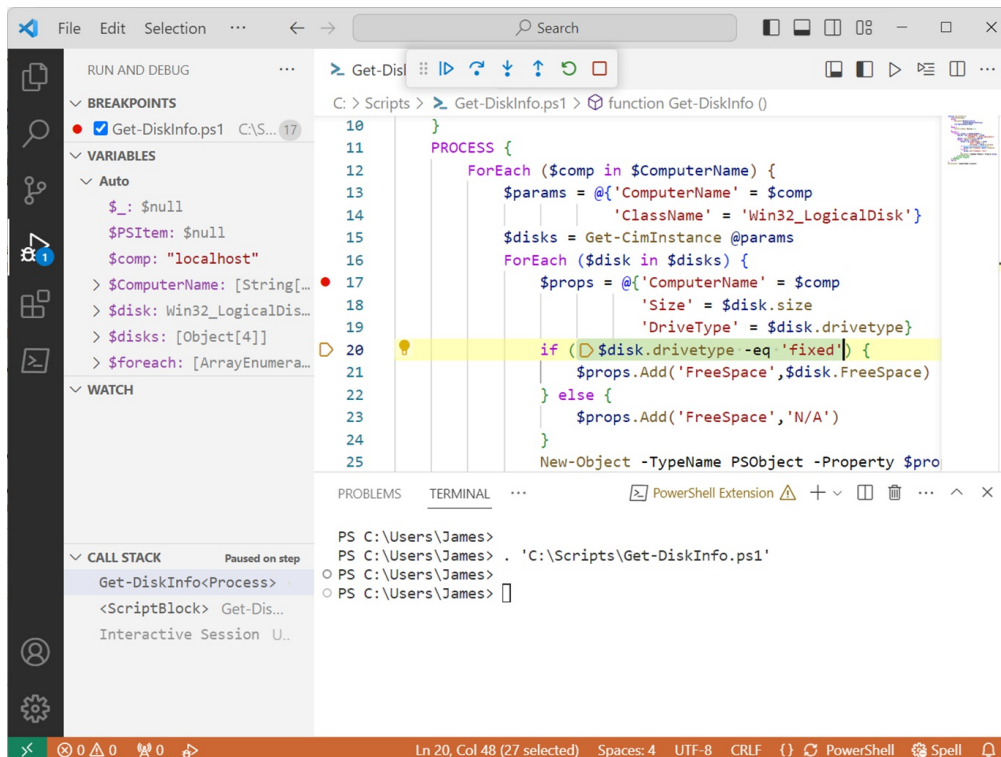 File Edit Selection ··· Search
RUN AND DEBUG ···
BREAKPOINTS
Get-DiskInfo.ps1 C:\S... 17
VARIABLES
Auto
$_: $null
$PSItem: $null
$comp: "localhost"
$ComputerName: [String[...
$disk: Win32_LogicalDis...
$disks: [Object[4]]
$foreach: [ArrayEnumera...
WATCH
CALL STACK Paused on step
Get-DiskInfo<Process>
<ScriptBlock> Get-Dis...
Interactive Session U..
1
Get-Disl
C: > Scripts > Get-DiskInfo.ps1 > function Get-DiskInfo ()
10 }
11 PROCESS {
12 ForEach ($comp in $ComputerName) {
13 $params = @{'ComputerName' = $comp
14 'ClassName' = 'Win32_LogicalDisk'}
15 $disks = Get-CimInstance @params
16 ForEach ($disk in $disks) {
17 $props = @{'ComputerName' = $comp
18 'Size' = $disk.size
19 'DriveType' = $disk.drivetype}
20 if ($disk.drivetype -eq 'fixed') {
21 $props.Add('FreeSpace',$disk.FreeSpace)
22 } else {
23 $props.Add('FreeSpace','N/A')
24 }
25 New-Object -TypeName PSObject -Property $pro
PROBLEMS TERMINAL ··· PowerShell Extension
PS C:\Users\James>
PS C:\Users\James> . 'C:\Scripts\Get-DiskInfo.ps1'
PS C:\Users\James>
PS C:\Users\James>
0 0 0 Ln 20, Col 48 (27 selected) Spaces: 4 UTF-8 CRLF {} PowerShell Spell